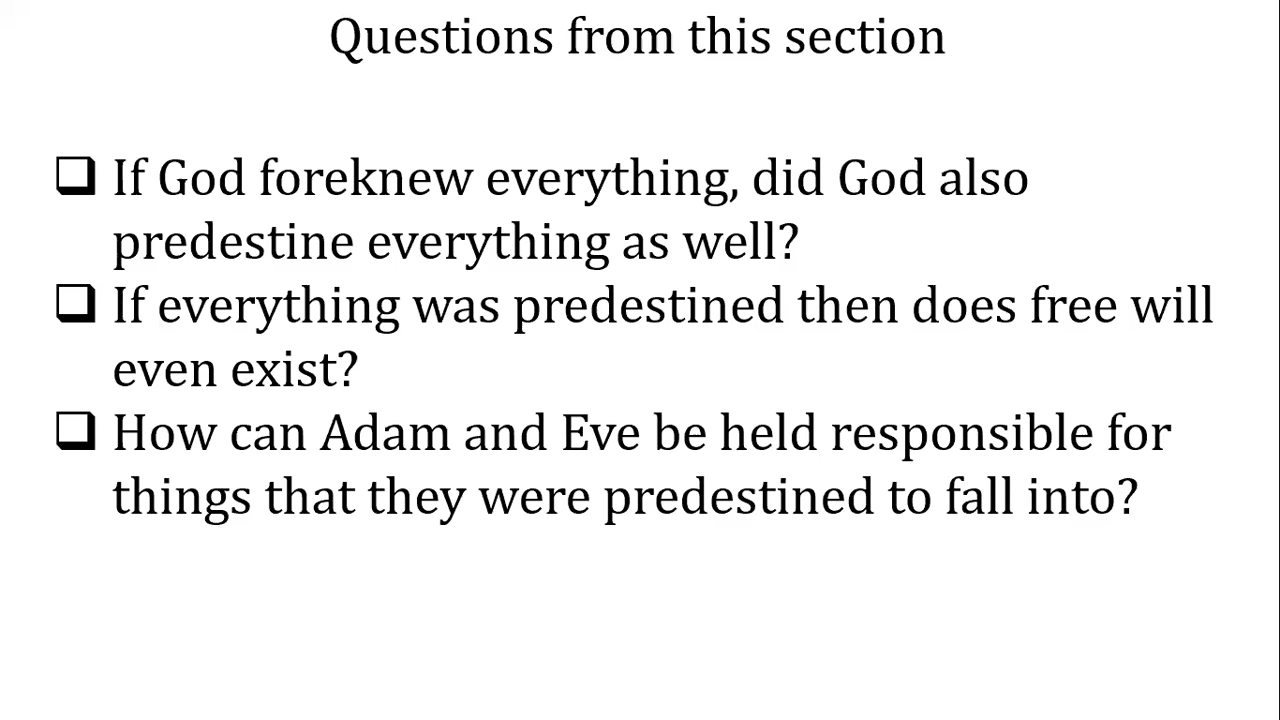 Questions from this section
❑ If God foreknew everything, did God also
predestine everything as well?
❑ If everything was predestined then does free will
even exist?
❑ How can Adam and Eve be held responsible for
things that they were predestined to fall into?